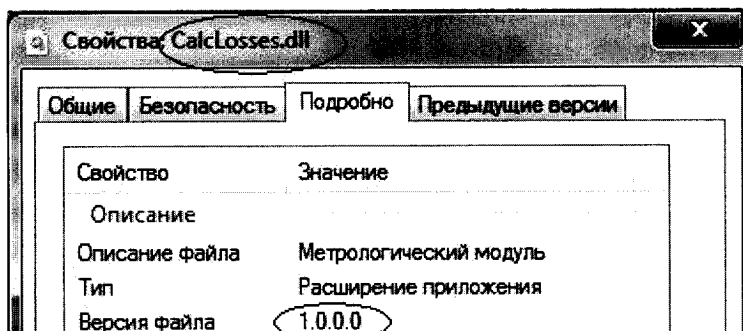 Свойства: CalcLosses.dll
Общие Безопасность Подробно Предыдущие версии
Свойство Значение
Описание
Описание файла Метрологический модуль
Тип Расширение приложения
Версия файла 1.0.0.0